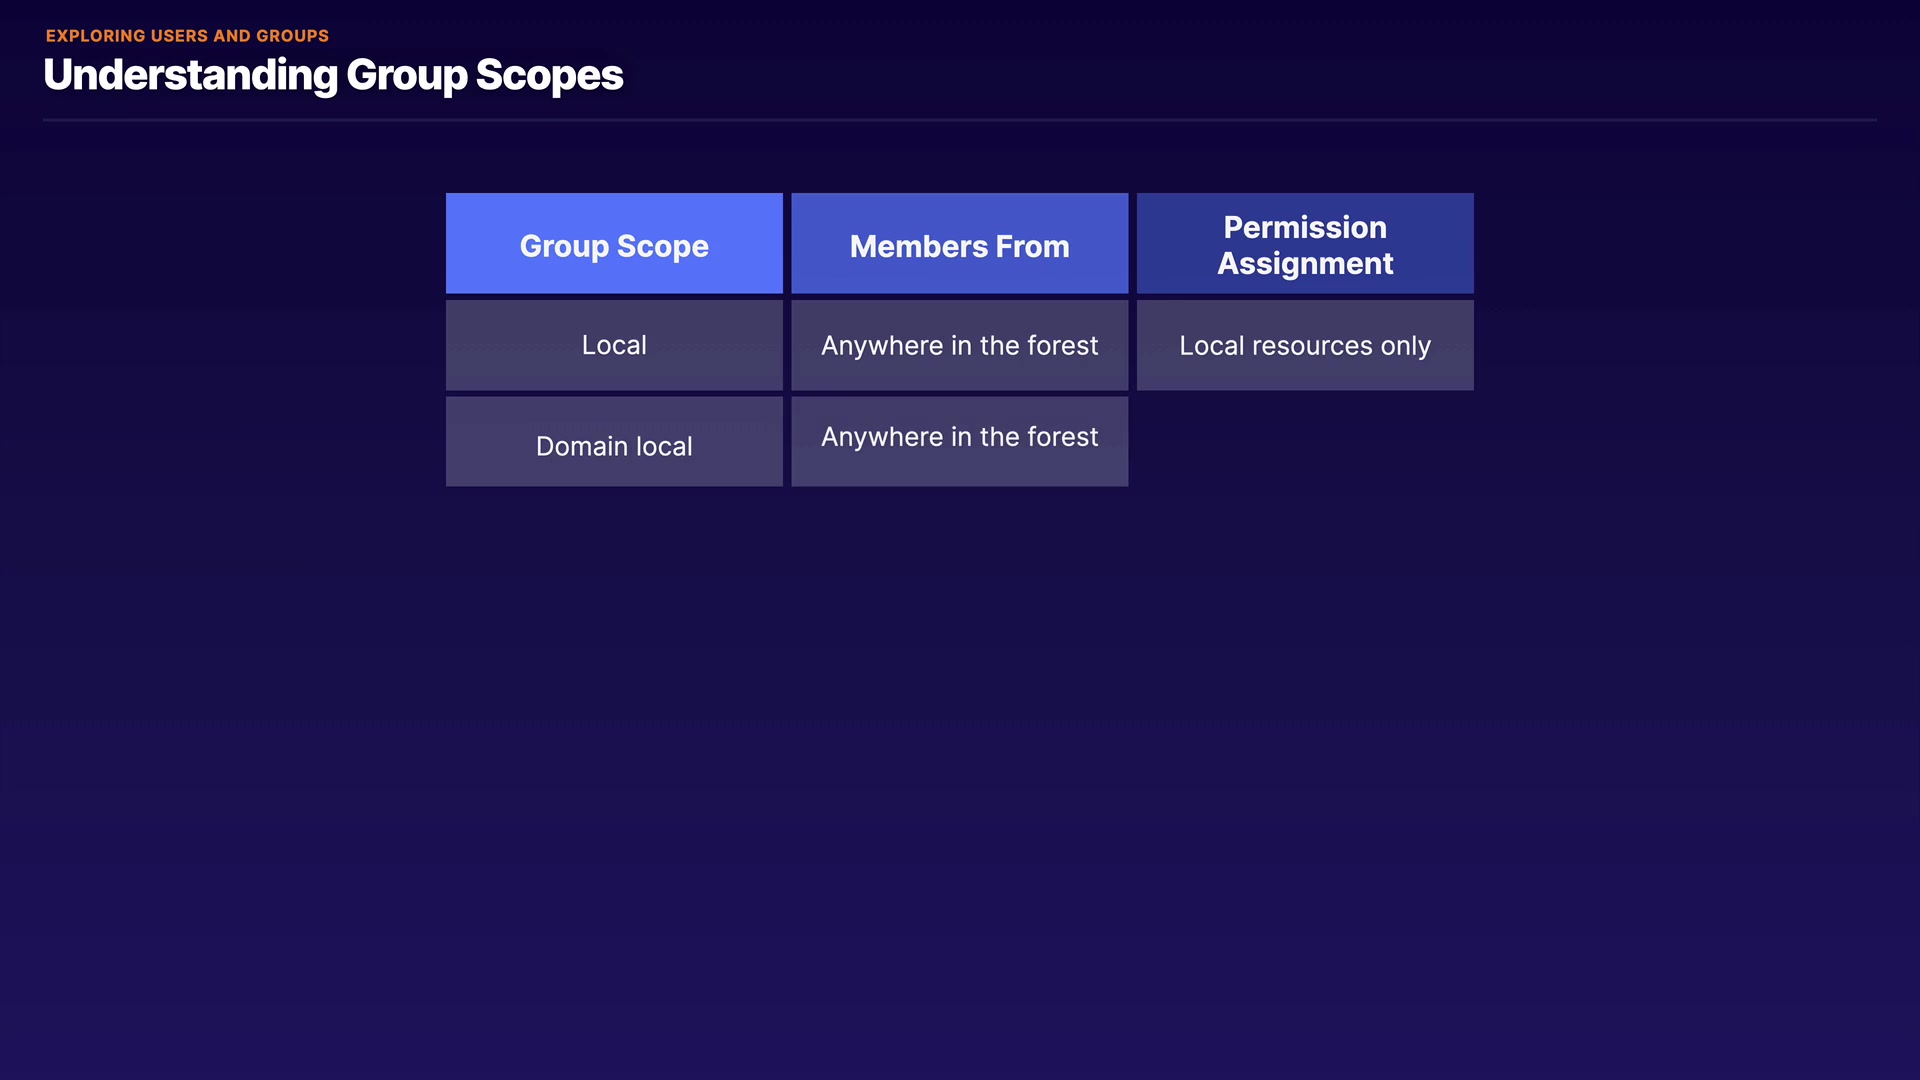 EXPLORING USERS AND GROUPS
Understanding Group Scopes
Group Scope
Members From
Permission
Assignment
Local
Anywhere in the forest
Local resources only
Domain local
Anywhere in the forest